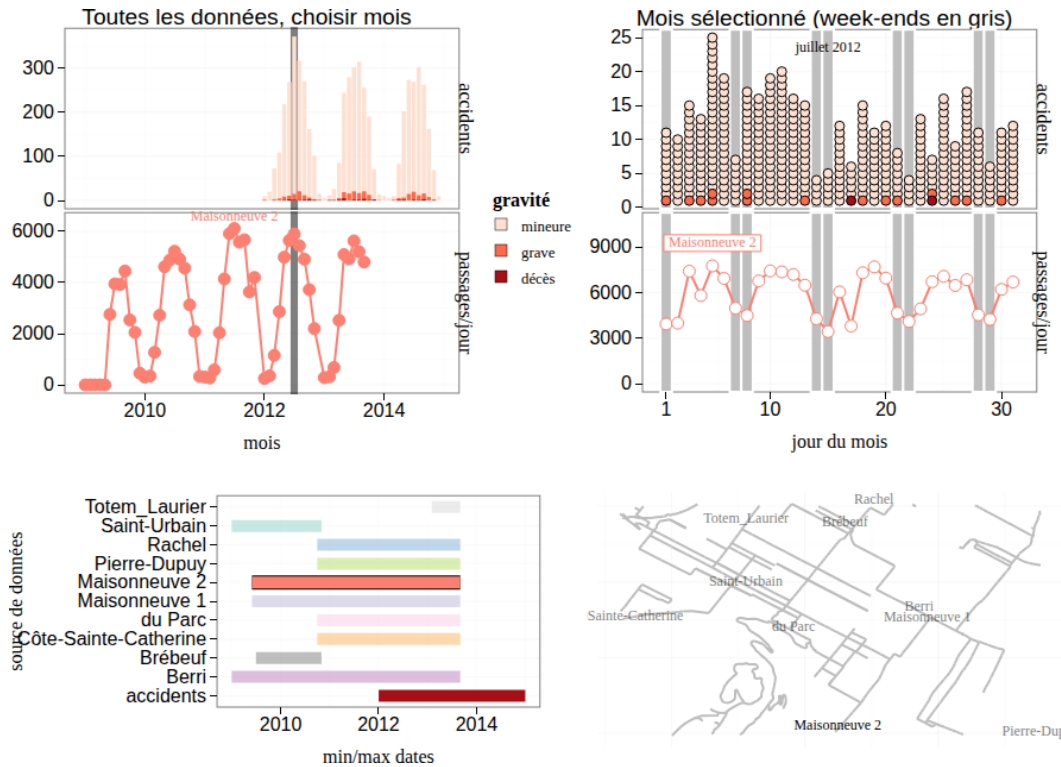 Toutes les données, choisir mois
300
200
100
0
accidents
Maisonneuve 2
6000
4000
2000
0
passages/jour
2010
2012
2014
mois
gravité
mineure
grave
décès
Mois sélectionné (week-ends en gris)
juillet 2012
25
20
15
10
5
0
accidents
Maisonneuve 2
9000
6000
3000
0
passages/jour
1
10
20
30
jour du mois
source de données
Totem_Laurier
Saint-Urbain
Rachel
Pierre-Dupuy
Maisonneuve 2
Maisonneuve 1
du Parc
Côte-Sainte-Catherine
Brébeuf
Berri
accidents
2010
2012
2014
min/max dates
Rachel
Totem_Laurier
Brébeuf
Saint-Urbain
Sainte-Catherine
Berri
Maisonneuve 1
du Parc
Maisonneuve 2
Pierre-Dup